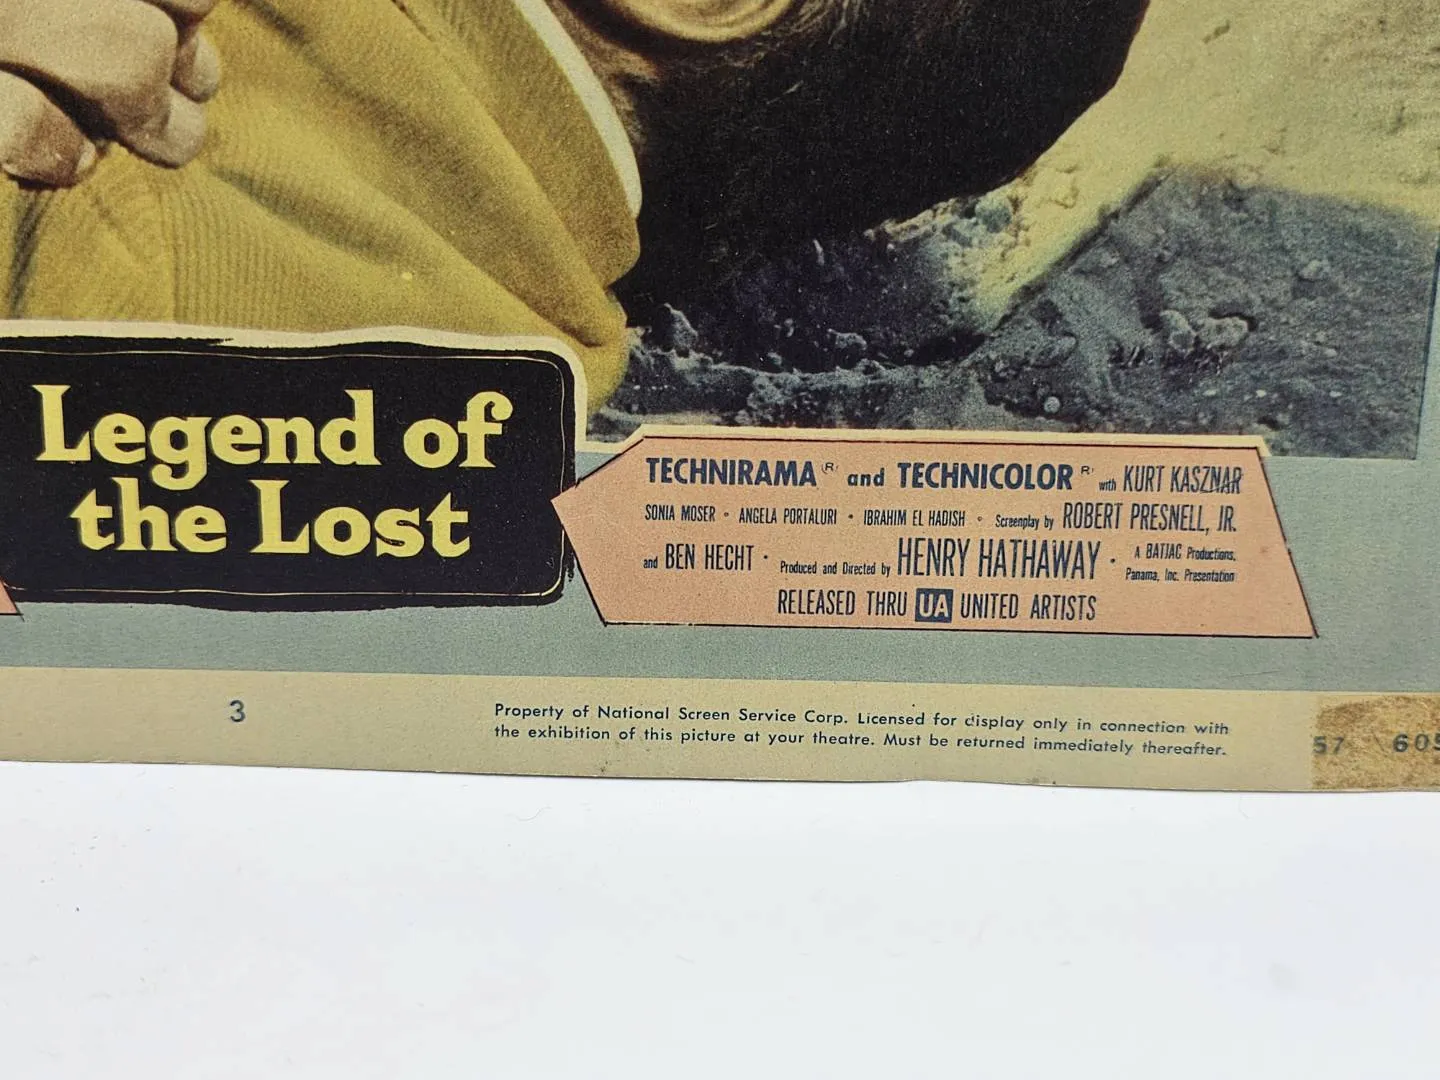 Legend of
the Lost
TECHNIRAMA (R) and TECHNICOLOR (R) with KURT KASZNAR
SONIA MOSER • ANGELA PORTALURI • IBRAHIM EL HADISH • Screenplay by ROBERT PRESNELL, JR.
and BEN HECHT • Produced and Directed by HENRY HATHAWAY • A BATJAC Productions,
Panama, Inc. Presentation
RELEASED THRU UA UNITED ARTISTS
3
Property of National Screen Service Corp. Licensed for display only in connection with
the exhibition of this picture at your theatre. Must be returned immediately thereafter.
57 605